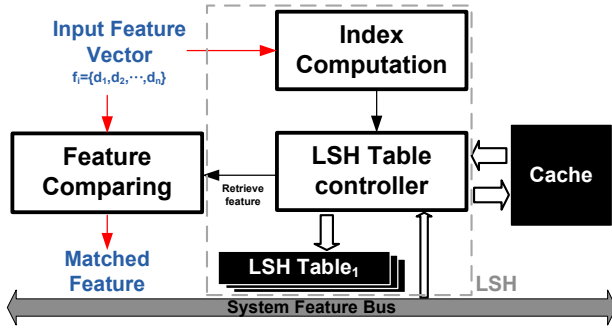 Input Feature
Vector
fi={d1,d2,⋯,dn}
Index
Computation
Feature
Comparing
Retrieve
feature
LSH Table
controller
Cache
Matched
Feature
LSH Table1
LSH
System Feature Bus